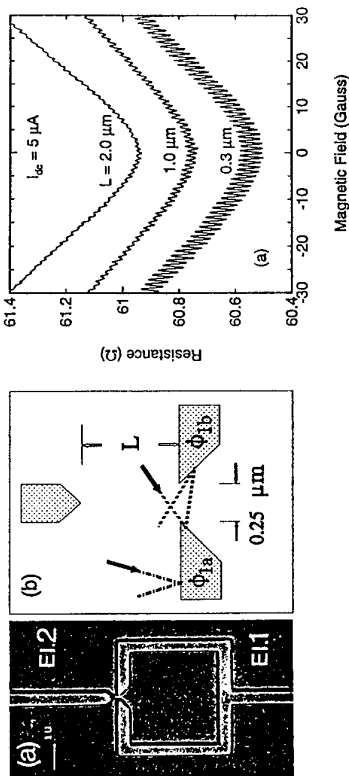 (a)
1μ
El.2
El.1
(b)
L
Φ1a
Φ1b
0.25 μm
61.4
61.2
61
60.8
60.6
60.4
Resistance (Ω)
I_dc = 5 μA
L = 2.0 μm
1.0 μm
0.3 μm
(a)
-30
-20
-10
0
10
20
30
Magnetic Field (Gauss)